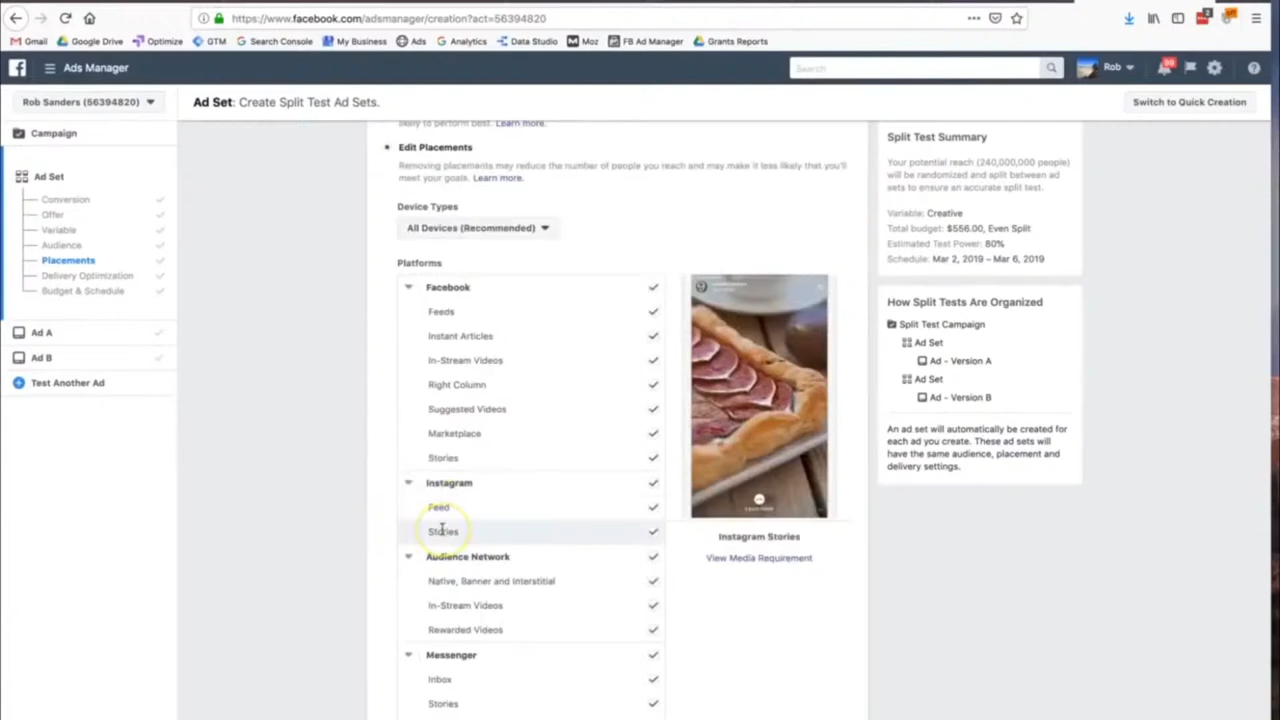 https://www.facebook.com/adsmanager/creation?act=56394820
Gmail Google Drive Optimize GTM Search Console My Business Ads Analytics Data Studio Moz FB Ad Manager Grants Reports
Ads Manager
Search
Rob
Rob Sanders (56394820)
Ad Set: Create Split Test Ad Sets.
Switch to Quick Creation
Campaign
Ad Set
Conversion
Offer
Variable
Audience
Placements
Delivery Optimization
Budget & Schedule
Ad A
Ad B
Test Another Ad
likely to perform best. Learn more.
Edit Placements
Removing placements may reduce the number of people you reach and may make it less likely that you'll
meet your goals. Learn more.
Device Types
All Devices (Recommended)
Platforms
Facebook
Feeds
Instant Articles
In-Stream Videos
Right Column
Suggested Videos
Marketplace
Stories
Instagram
Feed
Stories
Audience Network
Native, Banner and Interstitial
In-Stream Videos
Rewarded Videos
Messenger
Inbox
Stories
Instagram Stories
View Media Requirement
Split Test Summary
Your potential reach (240,000,000 people)
will be randomized and split between ad
sets to ensure an accurate split test.
Variable: Creative
Total budget: $556.00, Even Split
Estimated Test Power: 80%
Schedule: Mar 2, 2019 – Mar 6, 2019
How Split Tests Are Organized
Split Test Campaign
Ad Set
Ad - Version A
Ad Set
Ad - Version B
An ad set will automatically be created for
each ad you create. These ad sets will
have the same audience, placement and
delivery settings.